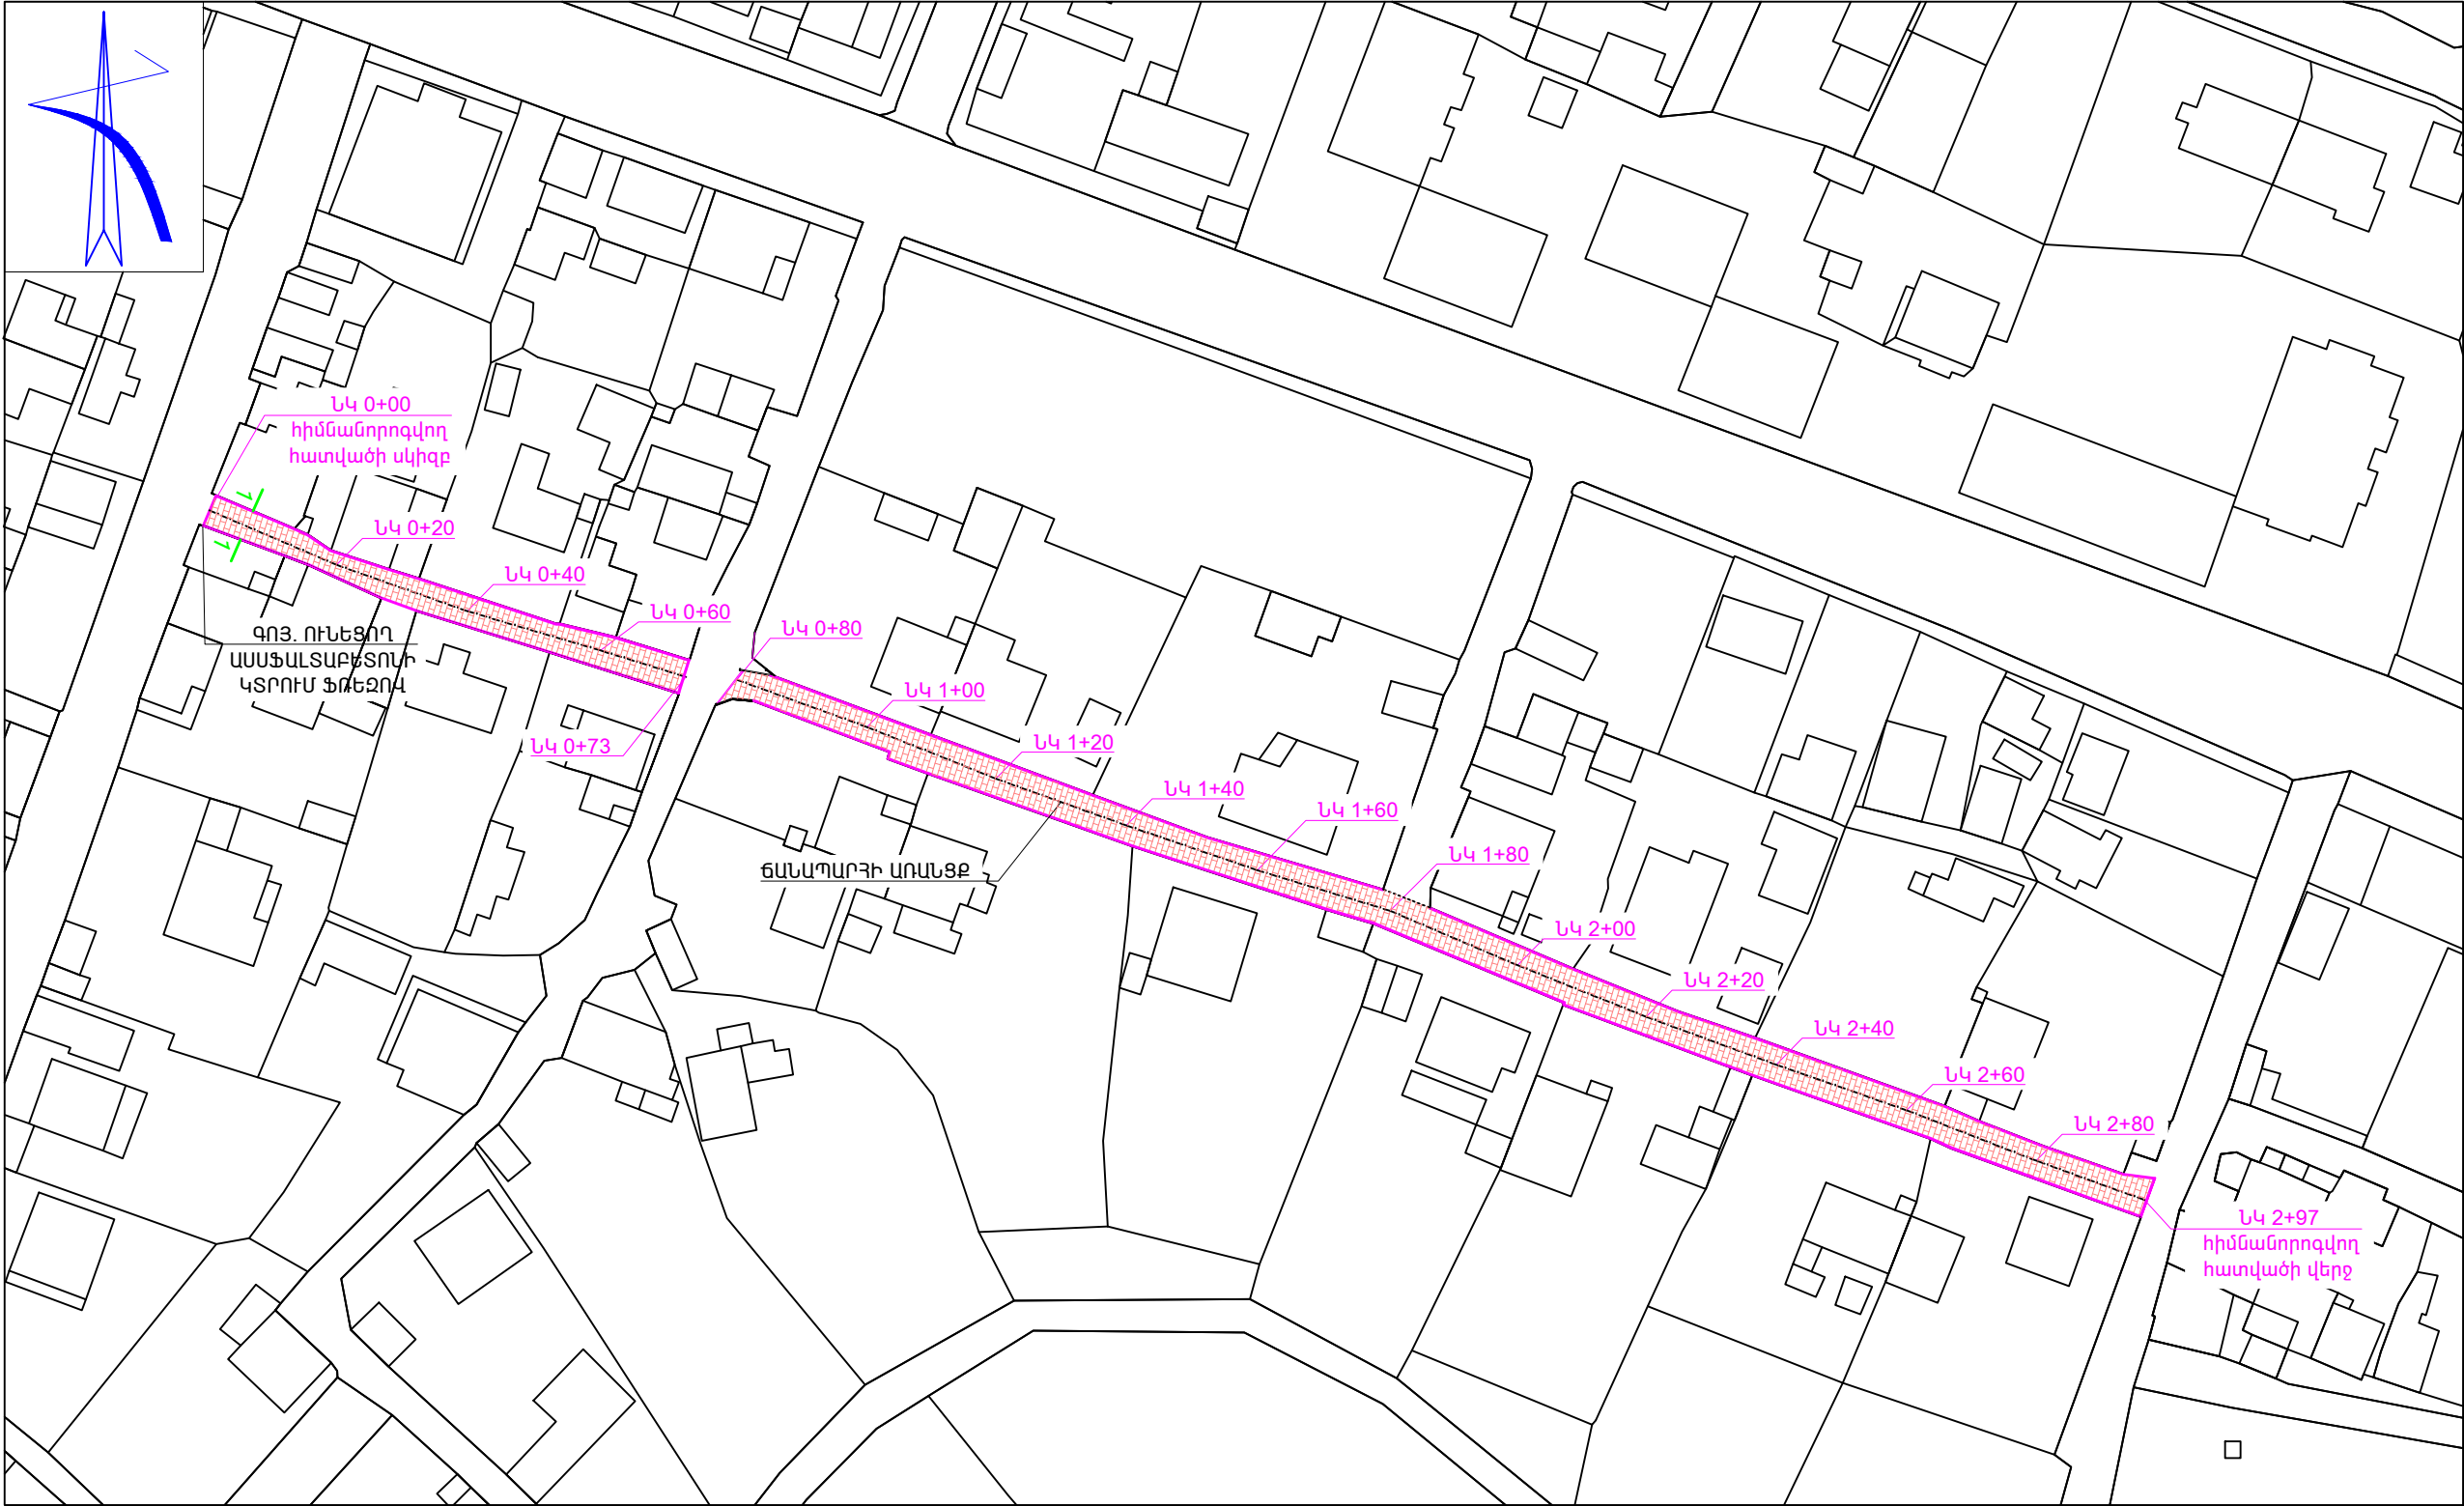 ՆԿ 0+00
հիմնանորոգվող
հատվածի սկիզբ
1
1
ՆԿ 0+20
ՆԿ 0+40
ՆԿ 0+60
ՆԿ 0+80
ԳՈՅ. ՈՒՆԵՑՈՂ
ԱՍՖԱԼՏԱԲԵՏՈՆԻ
ԿՏՐՈՒՄ ՖՌԵԶՈՎ
ՆԿ 0+73
ՆԿ 1+00
ՆԿ 1+20
ՆԿ 1+40
ՆԿ 1+60
ՃԱՆԱՊԱՐՀԻ ԱՌԱՆՑՔ
ՆԿ 1+80
ՆԿ 2+00
ՆԿ 2+20
ՆԿ 2+40
ՆԿ 2+60
ՆԿ 2+80
ՆԿ 2+97
հիմնանորոգվող
հատվածի վերջ